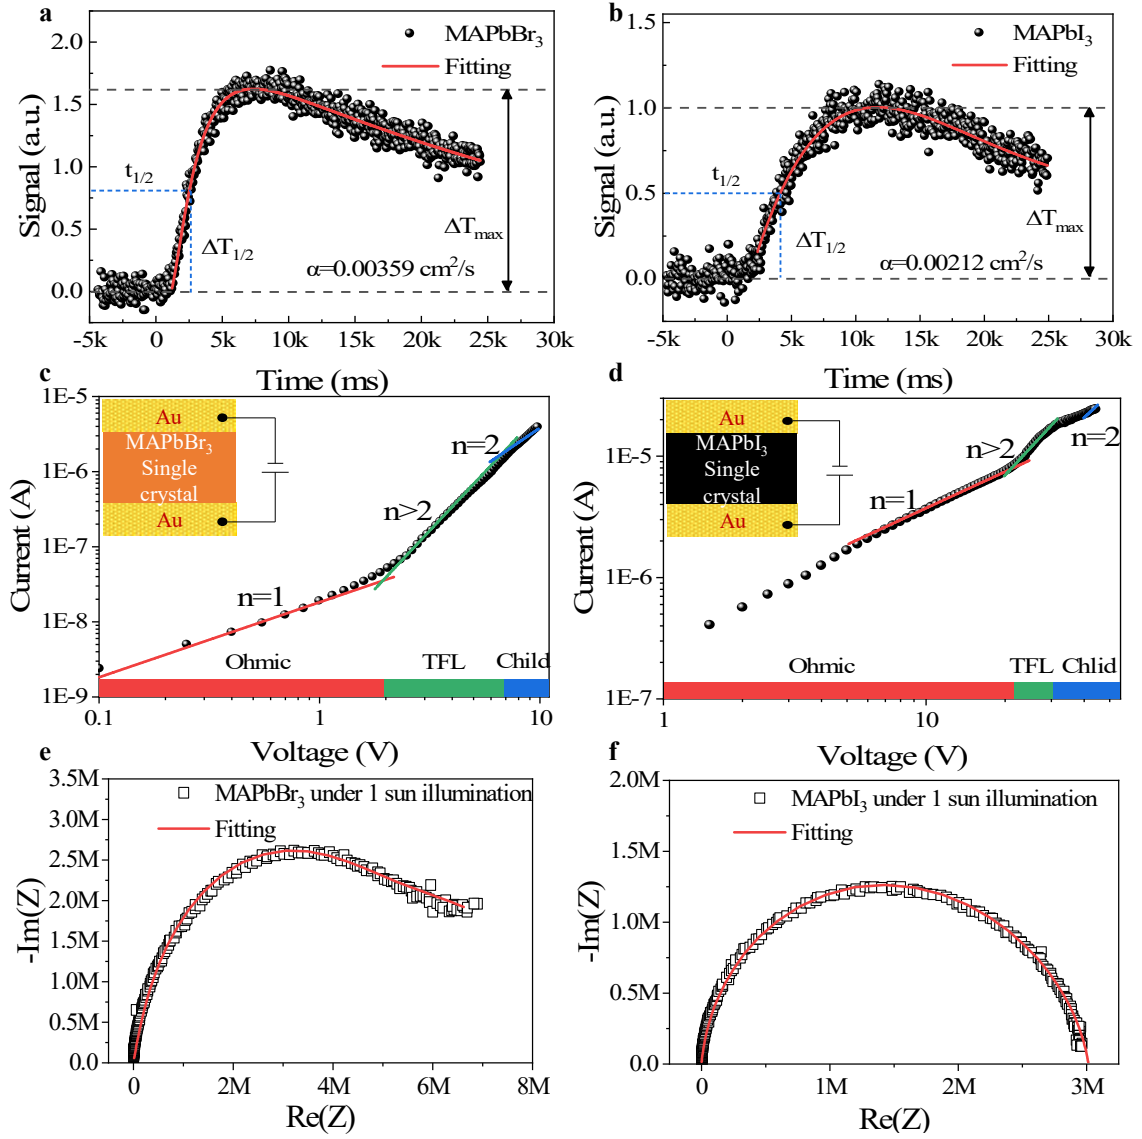 a
MAPbBr3
Fitting
2.0
1.5
1.0
0.5
0.0
Signal (a.u.)
t1/2
ΔT1/2
ΔTmax
α=0.00359 cm²/s
-5k 0 5k 10k 15k 20k 25k 30k
Time (ms)
b
MAPbI3
Fitting
1.5
1.0
0.5
0.0
Signal (a.u.)
t1/2
ΔT1/2
ΔTmax
α=0.00212 cm²/s
-5k 0 5k 10k 15k 20k 25k 30k
Time (ms)
c
1E-5
1E-6
1E-7
1E-8
1E-9
Current (A)
Au
MAPbBr3
Single
crystal
Au
n=2
n>2
n=1
Ohmic TFL Child
0.1 1 10
Voltage (V)
d
1E-5
1E-6
1E-7
Current (A)
Au
MAPbI3
Single
crystal
Au
n>2
n=2
n=1
Ohmic TFL Chlid
1 10
Voltage (V)
e
MAPbBr3 under 1 sun illumination
Fitting
3.5M
3.0M
2.5M
2.0M
1.5M
1.0M
0.5M
0.0
-Im(Z)
0 2M 4M 6M 8M
Re(Z)
f
MAPbI3 under 1 sun illumination
Fitting
2.0M
1.5M
1.0M
0.5M
0.0
-Im(Z)
0 1M 2M 3M
Re(Z)